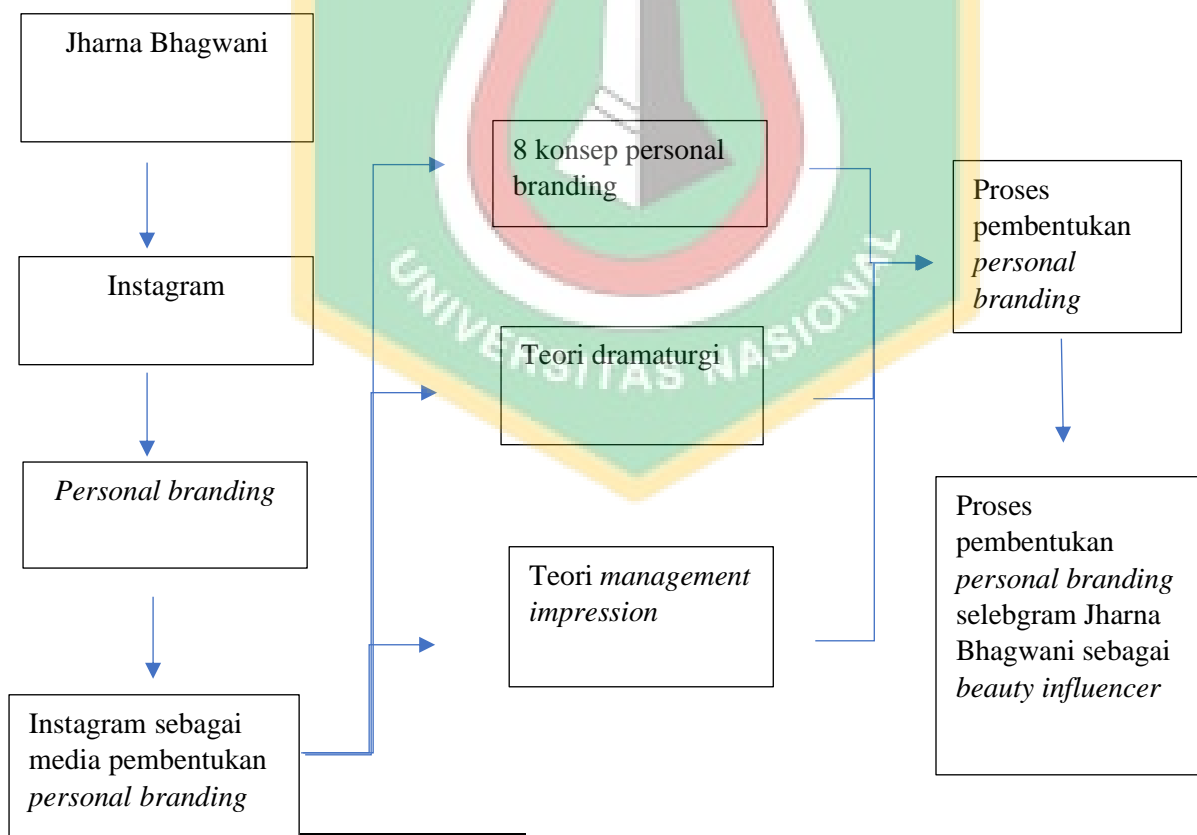 Jharna Bhagwani
Instagram
Personal branding
Instagram sebagai
media pembentukan
personal branding
8 konsep personal
branding
Teori dramaturgi
Teori management
impression
Proses
pembentukan
personal
branding
Proses
pembentukan
personal branding
selebgram Jharna
Bhagwani sebagai
beauty influencer
UNIVERSITAS NASIONAL